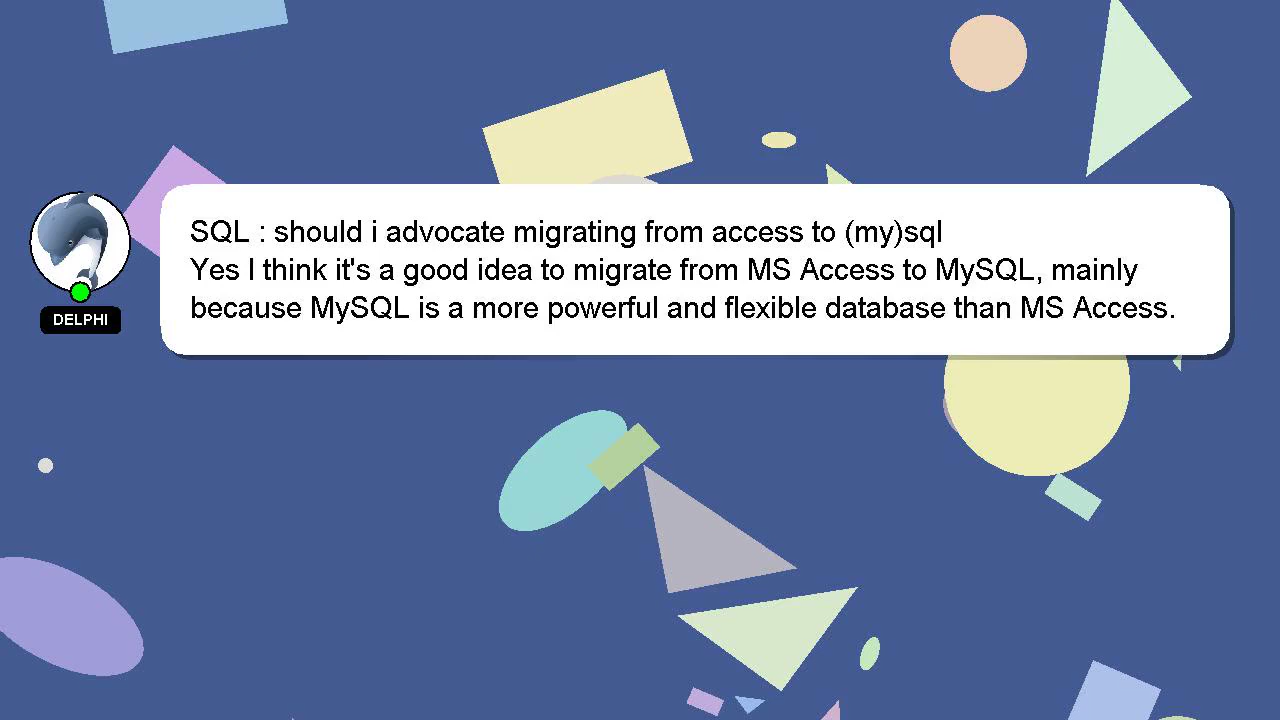 SQL : should i advocate migrating from access to (my)sql
Yes I think it's a good idea to migrate from MS Access to MySQL, mainly
because MySQL is a more powerful and flexible database than MS Access.
DELPHI